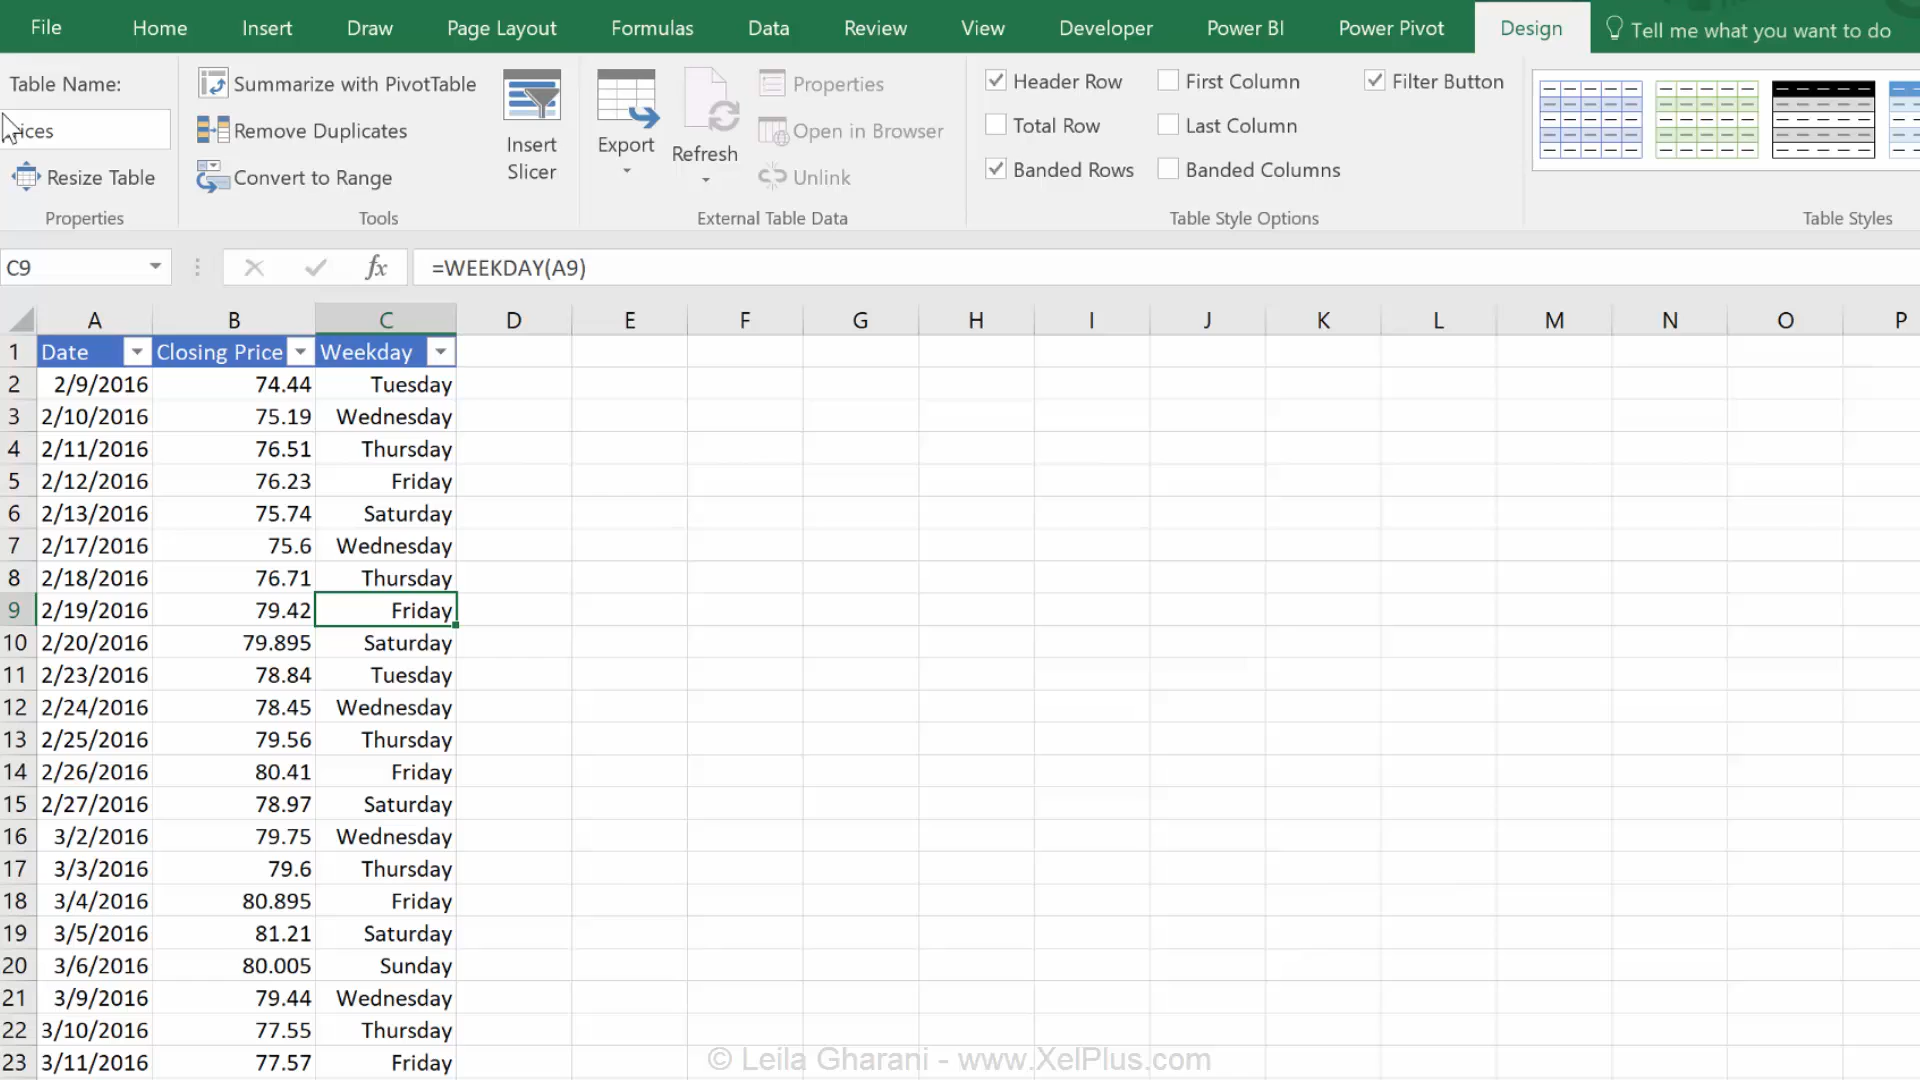 File Home Insert Draw Page Layout Formulas Data Review View Developer Power BI Power Pivot Design Tell me what you want to do
Table Name:
ices
Resize Table
Properties
Summarize with PivotTable
Remove Duplicates
Convert to Range
Tools
Insert
Slicer
Export
Refresh
Properties
Open in Browser
Unlink
External Table Data
Header Row First Column Filter Button
Total Row Last Column
Banded Rows Banded Columns
Table Style Options
Table Styles
C9 fx =WEEKDAY(A9)
A B C D E F G H I J K L M N O P
1 Date Closing Price Weekday
2 2/9/2016 74.44 Tuesday
3 2/10/2016 75.19 Wednesday
4 2/11/2016 76.51 Thursday
5 2/12/2016 76.23 Friday
6 2/13/2016 75.74 Saturday
7 2/17/2016 75.6 Wednesday
8 2/18/2016 76.71 Thursday
9 2/19/2016 79.42 Friday
10 2/20/2016 79.895 Saturday
11 2/23/2016 78.84 Tuesday
12 2/24/2016 78.45 Wednesday
13 2/25/2016 79.56 Thursday
14 2/26/2016 80.41 Friday
15 2/27/2016 78.97 Saturday
16 3/2/2016 79.75 Wednesday
17 3/3/2016 79.6 Thursday
18 3/4/2016 80.895 Friday
19 3/5/2016 81.21 Saturday
20 3/6/2016 80.005 Sunday
21 3/9/2016 79.44 Wednesday
22 3/10/2016 77.55 Thursday
23 3/11/2016 77.57 Friday
© Leila Gharani - www.XelPlus.com